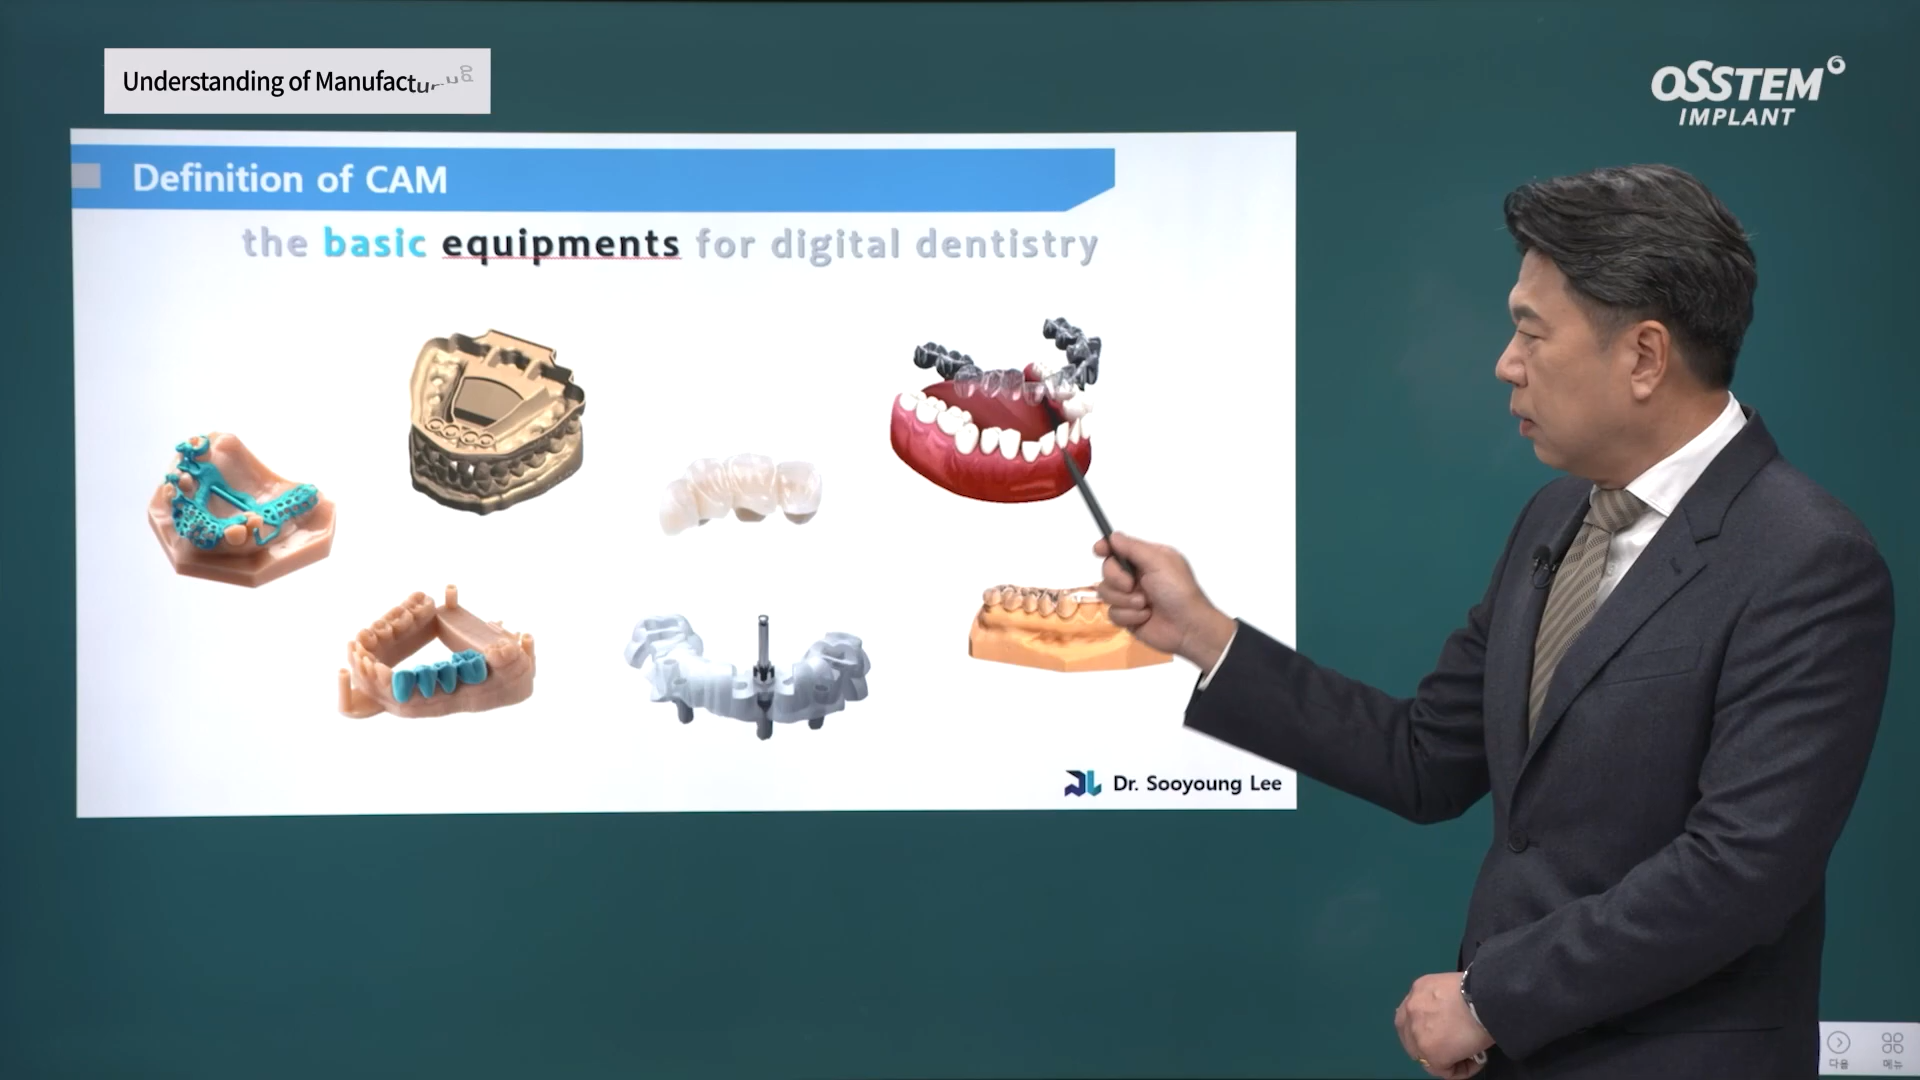 Understanding of Manufacturing
OSSTEM
IMPLANT
Definition of CAM
the basic equipments for digital dentistry
Dr. Sooyoung Lee
다음
메뉴